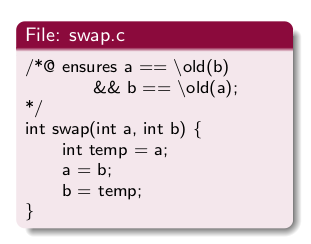 File: swap.c
/*@ ensures a == \old(b)
&& b == \old(a);
*/
int swap(int a, int b) {
int temp = a;
a = b;
b = temp;
}